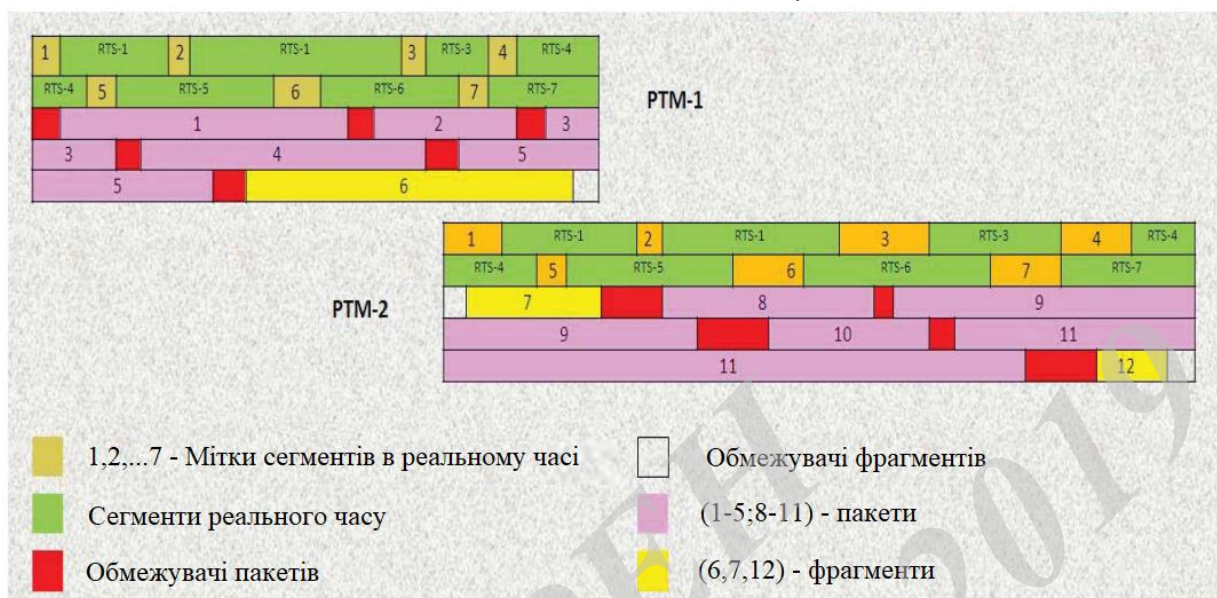 1 RTS-1 2 RTS-1 3 RTS-3 4 RTS-4
RTS-4 5 RTS-5 6 RTS-6 7 RTS-7
1 2 3
3 4 5
5 6
РТМ-1
1 RTS-1 2 RTS-1 3 RTS-3 4 RTS-4
RTS-4 5 RTS-5 6 RTS-6 7 RTS-7
7 8 9
9 10 11
11 12
РТМ-2
1,2,...7 - Мітки сегментів в реальному часі
Сегменти реального часу
Обмежувачі пакетів
Обмежувачі фрагментів
(1-5;8-11) - пакети
(6,7,12) - фрагменти
2019